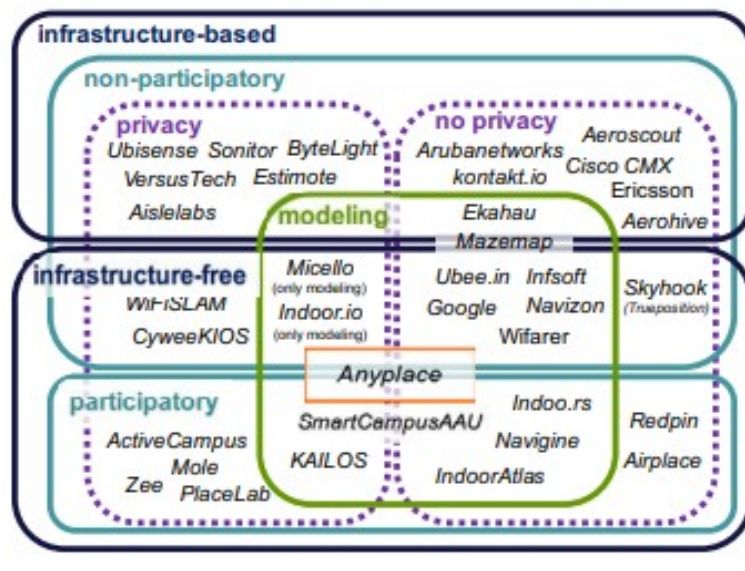 infrastructure-based
non-participatory
privacy
no privacy
Ubisense Sonitor ByteLight
VersusTech Estimote
Aislelabs
Arubanetworks
Aeroscout
Cisco CMX
kontakt.io
Ericsson
Aerohive
modeling
Ekahau
Mazemap
infrastructure-free
WiFiSLAM
CyweeKIOS
Micello
(only modeling)
Indoor.io
(only modeling)
Ubee.in Infsoft
Google Navizon
Wifarer
Skyhook
(Trueposition)
Anyplace
participatory
SmartCampusAAU
Indoo.rs
Redpin
ActiveCampus
Mole
Zee PlaceLab
KAILOS
Navigine
IndoorAtlas
Airplace